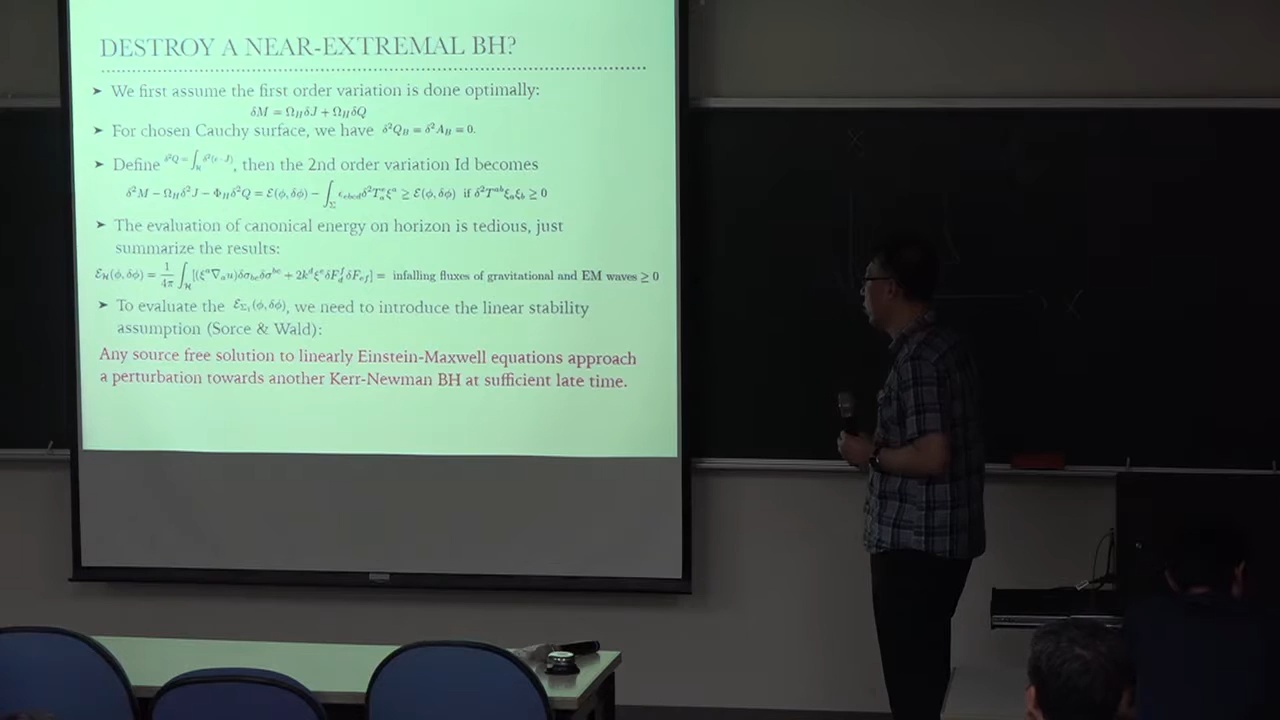 DESTROY A NEAR-EXTREMAL BH?
➤ We first assume the first order variation is done optimally:
δM = Ω_H δJ + Ω_H δQ
➤ For chosen Cauchy surface, we have δ²Q_B = δ²A_B = 0.
➤ Define δ²Q = ∫_H δ²(ε · J), then the 2nd order variation Id becomes
δ²M − Ω_H δ²J − Φ_H δ²Q = ℰ(φ, δφ) − ∫_Σ ε_ebcd δ²T^e_a ξ^a ≥ ℰ(φ, δφ) if δ²T^ab ξ_a ξ_b ≥ 0
➤ The evaluation of canonical energy on horizon is tedious, just
summarize the results:
ℰ_H(φ, δφ) = 1/4π ∫_H [(ξ^a ∇_a u) δσ_bc δσ^bc + 2k^d ξ^e δF_d^f δF_ef] = infalling fluxes of gravitational and EM waves ≥ 0
➤ To evaluate the ℰ_Σ₁(φ, δφ), we need to introduce the linear stability
assumption (Sorce & Wald):
Any source free solution to linearly Einstein-Maxwell equations approach
a perturbation towards another Kerr-Newman BH at sufficient late time.